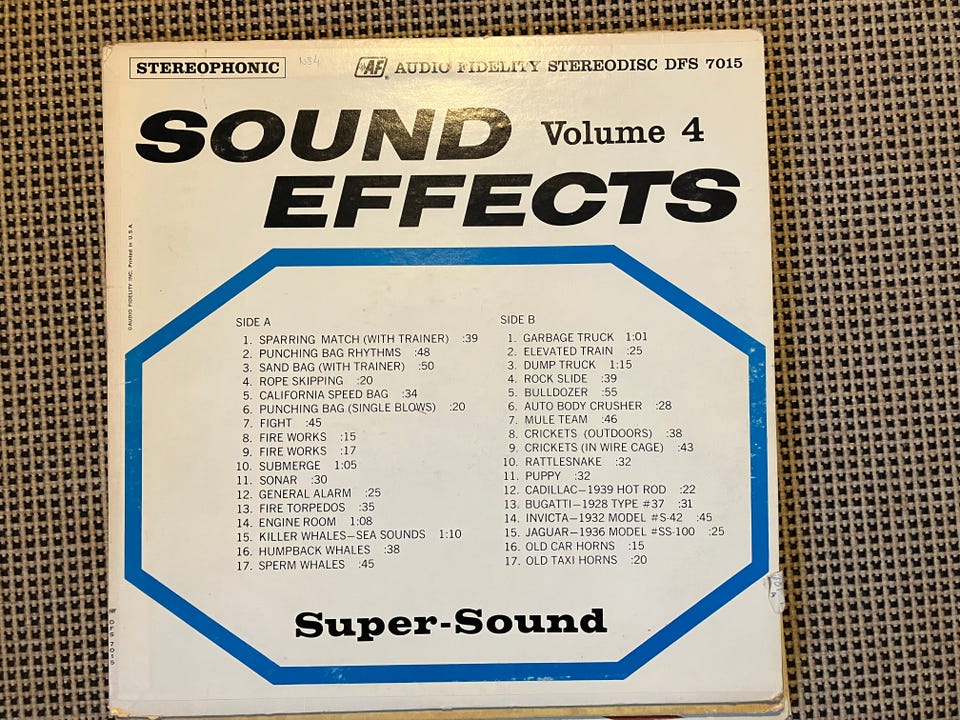 STEREOPHONIC
N34
AF ® AUDIO FIDELITY STEREODISC DFS 7015
SOUND Volume 4
EFFECTS
©AUDIO FIDELITY INC. Printed in U.S.A.
SIDE A
1. SPARRING MATCH (WITH TRAINER) :39
2. PUNCHING BAG RHYTHMS :48
3. SAND BAG (WITH TRAINER) :50
4. ROPE SKIPPING :20
5. CALIFORNIA SPEED BAG :34
6. PUNCHING BAG (SINGLE BLOWS) :20
7. FIGHT :45
8. FIRE WORKS :15
9. FIRE WORKS :17
10. SUBMERGE 1:05
11. SONAR :30
12. GENERAL ALARM :25
13. FIRE TORPEDOS :35
14. ENGINE ROOM 1:08
15. KILLER WHALES—SEA SOUNDS 1:10
16. HUMPBACK WHALES :38
17. SPERM WHALES :45
SIDE B
1. GARBAGE TRUCK 1:01
2. ELEVATED TRAIN :25
3. DUMP TRUCK 1:15
4. ROCK SLIDE :39
5. BULLDOZER :55
6. AUTO BODY CRUSHER :28
7. MULE TEAM :46
8. CRICKETS (OUTDOORS) :38
9. CRICKETS (IN WIRE CAGE) :43
10. RATTLESNAKE :32
11. PUPPY :32
12. CADILLAC—1939 HOT ROD :22
13. BUGATTI—1928 TYPE #37 :31
14. INVICTA—1932 MODEL #S-42 :45
15. JAGUAR—1936 MODEL #SS-100 :25
16. OLD CAR HORNS :15
17. OLD TAXI HORNS :20
Super-Sound